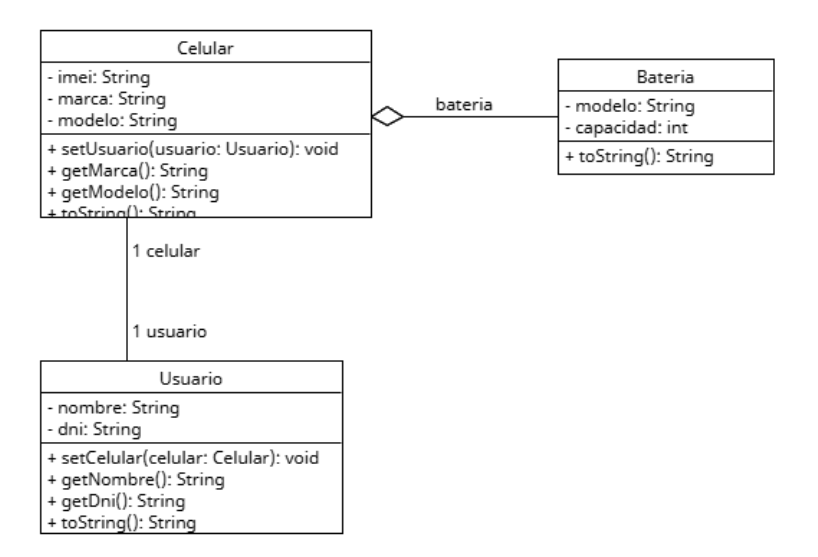 Celular
- imei: String
- marca: String
- modelo: String
+ setUsuario(usuario: Usuario): void
+ getMarca(): String
+ getModelo(): String
+ toString(): String
bateria
Bateria
- modelo: String
- capacidad: int
+ toString(): String
1 celular
1 usuario
Usuario
- nombre: String
- dni: String
+ setCelular(celular: Celular): void
+ getNombre(): String
+ getDni(): String
+ toString(): String